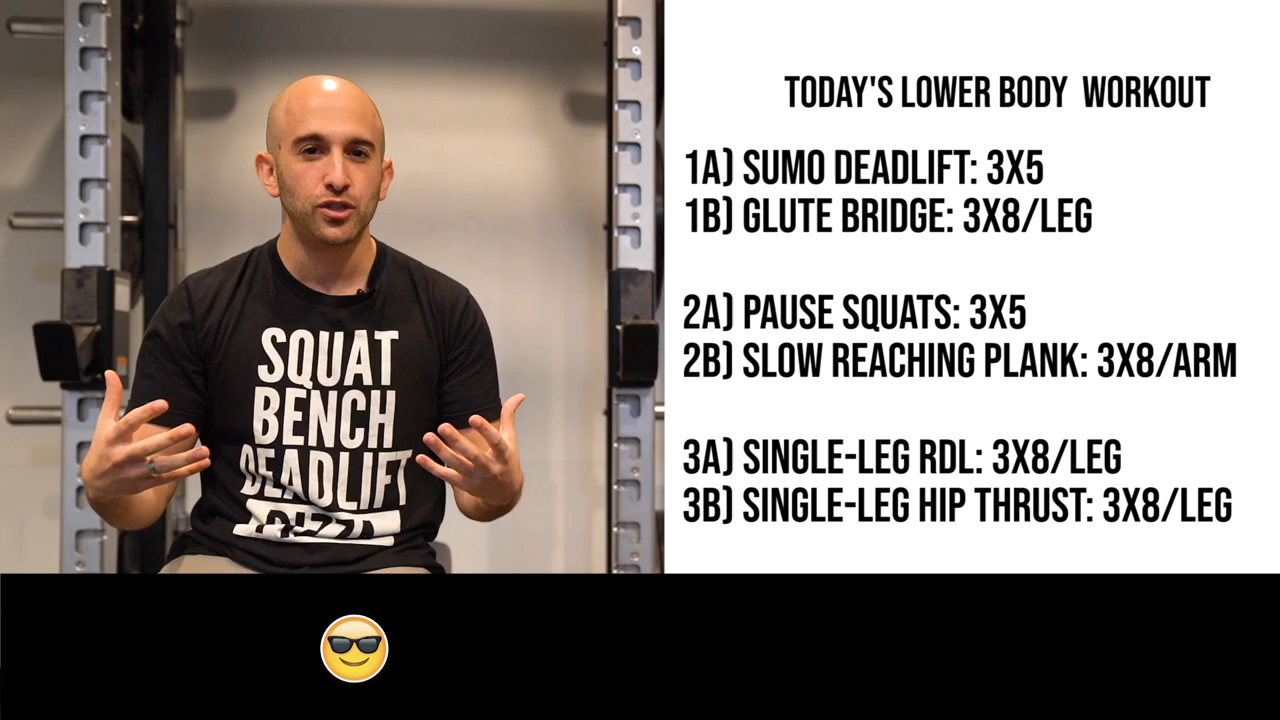 SQUAT
BENCH
DEADLIFT
PIZZA
TODAY'S LOWER BODY WORKOUT
1A) SUMO DEADLIFT: 3X5
1B) GLUTE BRIDGE: 3X8/LEG
2A) PAUSE SQUATS: 3X5
2B) SLOW REACHING PLANK: 3X8/ARM
3A) SINGLE-LEG RDL: 3X8/LEG
3B) SINGLE-LEG HIP THRUST: 3X8/LEG